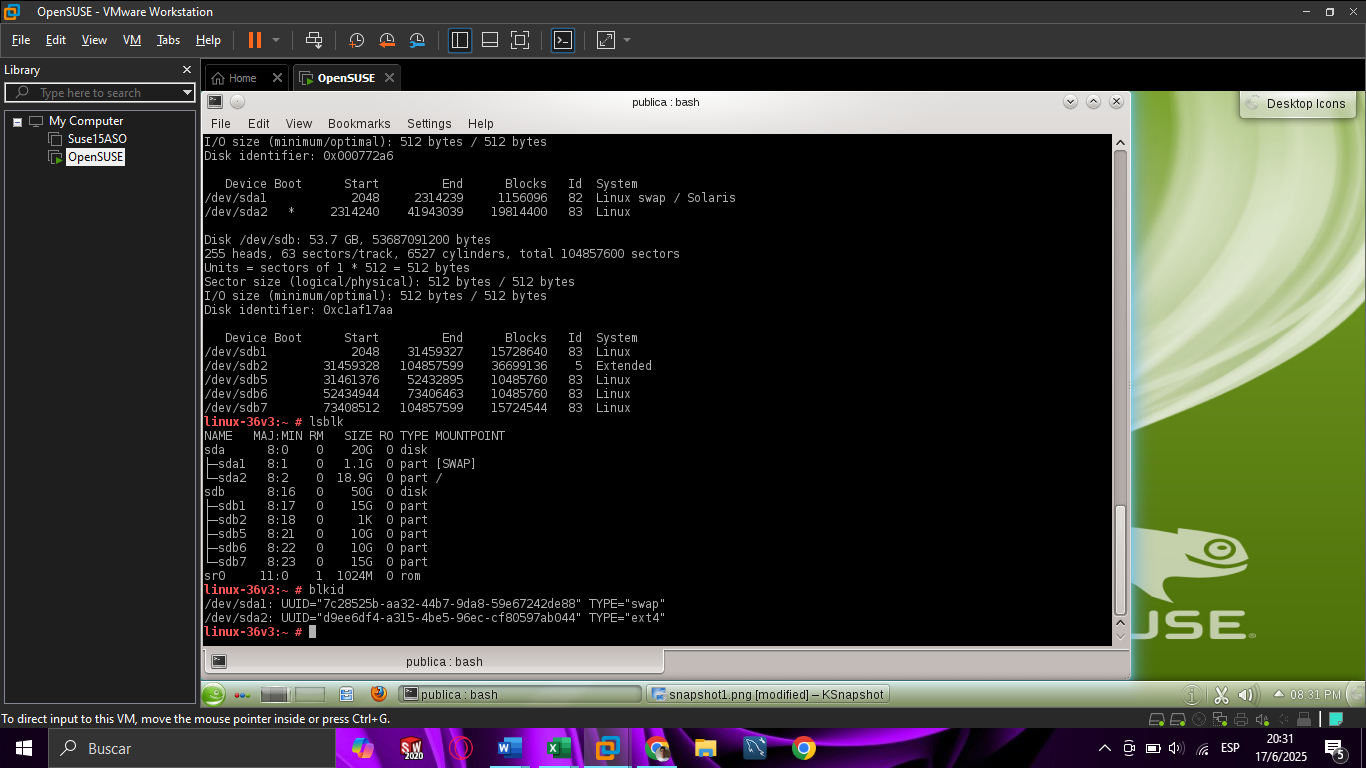 OpenSUSE - VMware Workstation
File Edit View VM Tabs Help
Library
Type here to search
My Computer
Suse15ASO
OpenSUSE
Home
OpenSUSE
publica : bash
Desktop Icons
File Edit View Bookmarks Settings Help
I/O size (minimum/optimal): 512 bytes / 512 bytes
Disk identifier: 0x000772a6
Device Boot Start End Blocks Id System
/dev/sda1 2048 2314239 1156096 82 Linux swap / Solaris
/dev/sda2 * 2314240 41943039 19814400 83 Linux
Disk /dev/sdb: 53.7 GB, 53687091200 bytes
255 heads, 63 sectors/track, 6527 cylinders, total 104857600 sectors
Units = sectors of 1 * 512 = 512 bytes
Sector size (logical/physical): 512 bytes / 512 bytes
I/O size (minimum/optimal): 512 bytes / 512 bytes
Disk identifier: 0xc1af17aa
Device Boot Start End Blocks Id System
/dev/sdb1 2048 31459327 15728640 83 Linux
/dev/sdb2 31459328 104857599 36699136 5 Extended
/dev/sdb5 31461376 52432895 10485760 83 Linux
/dev/sdb6 52434944 73406463 10485760 83 Linux
/dev/sdb7 73408512 104857599 15724544 83 Linux
linux-36v3:~ # lsblk
NAME MAJ:MIN RM SIZE RO TYPE MOUNTPOINT
sda 8:0 0 20G 0 disk
├─sda1 8:1 0 1.1G 0 part [SWAP]
└─sda2 8:2 0 18.9G 0 part /
sdb 8:16 0 50G 0 disk
├─sdb1 8:17 0 15G 0 part
├─sdb2 8:18 0 1K 0 part
├─sdb5 8:21 0 10G 0 part
├─sdb6 8:22 0 10G 0 part
└─sdb7 8:23 0 15G 0 part
sr0 11:0 1 1024M 0 rom
linux-36v3:~ # blkid
/dev/sda1: UUID="7c28525b-aa32-44b7-9da8-59e67242de88" TYPE="swap"
/dev/sda2: UUID="d9ee6df4-a315-4be5-96ec-cf80597ab044" TYPE="ext4"
linux-36v3:~ #
USE
publica : bash
publica : bash
snapshot1.png [modified] – KSnapshot
08:31 PM
To direct input to this VM, move the mouse pointer inside or press Ctrl+G.
Buscar
SW 2020
ESP
20:31
17/6/2025
5